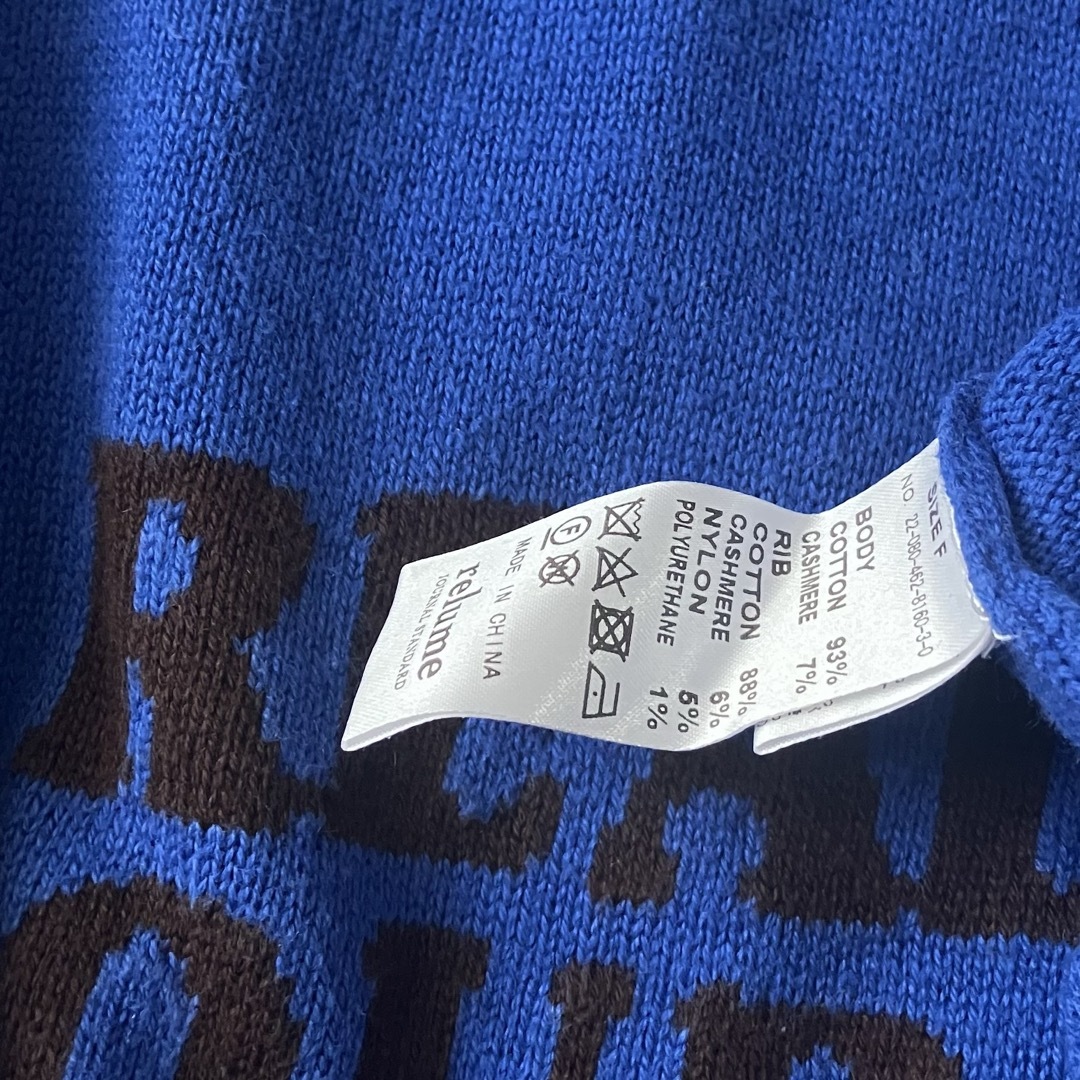 SIZE F
NO. 22-080-462-8160-3-0
BODY
COTTON 93%
CASHMERE 7%
RIB
COTTON 88%
CASHMERE 6%
NYLON 5%
POLYURETHANE 1%
F
MADE IN CHINA
relume
JOURNAL STANDARD